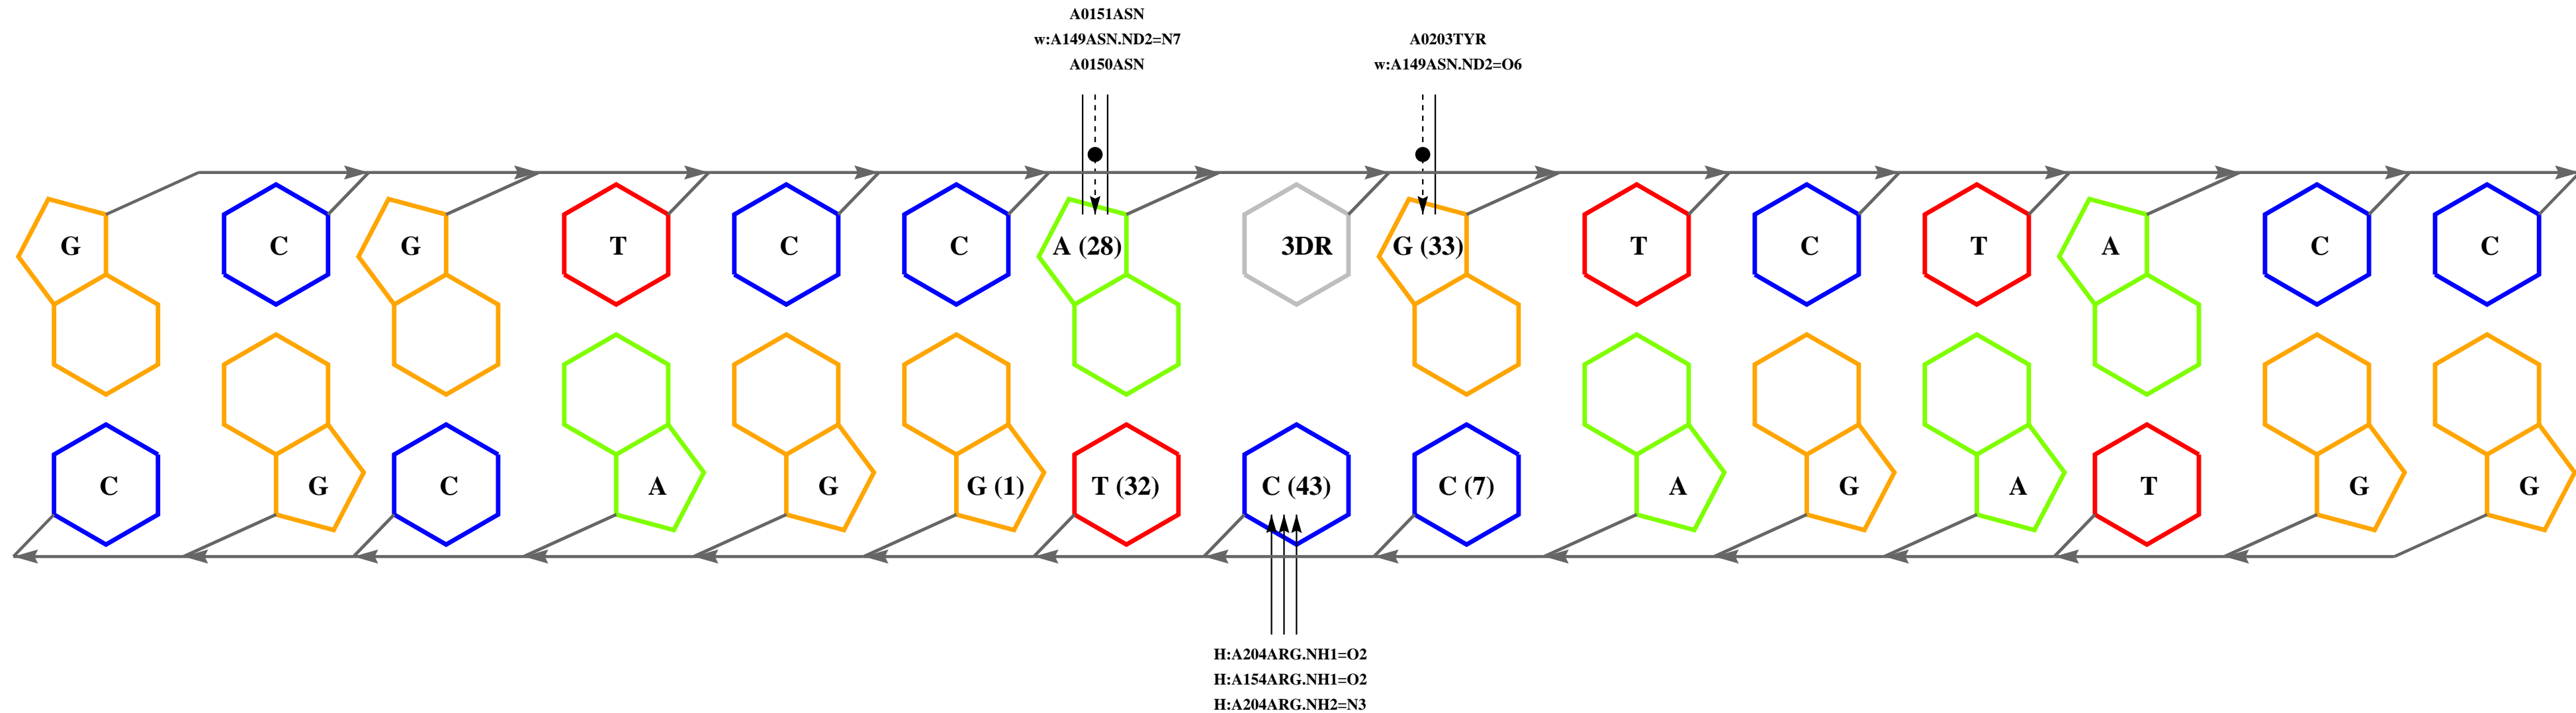 A0151ASN
w:A149ASN.ND2=N7
A0150ASN
A0203TYR
w:A149ASN.ND2=O6
G C G T C C A (28) 3DR G (33) T C T A C C
C G C A G G (1) T (32) C (43) C (7) A G A T G G
H:A204ARG.NH1=O2
H:A154ARG.NH1=O2
H:A204ARG.NH2=N3